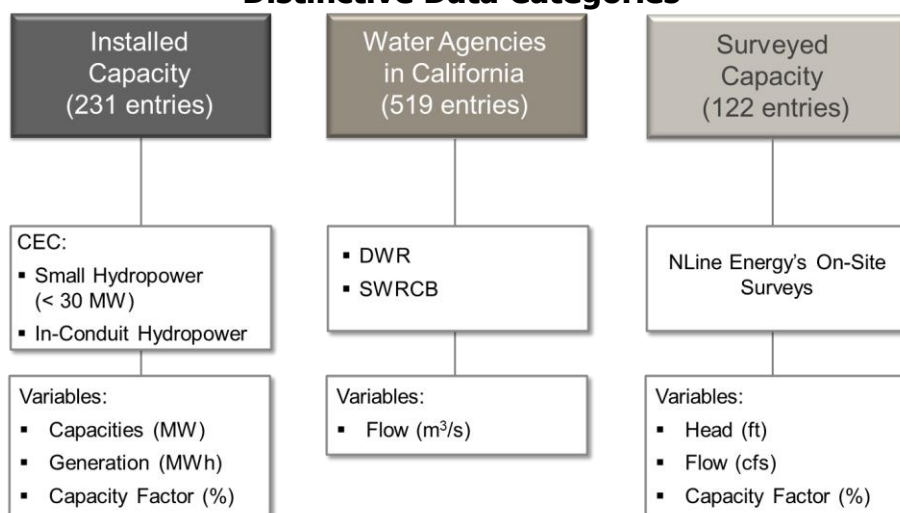 Distinctive Data Categories
Installed
Capacity
(231 entries)
Water Agencies
in California
(519 entries)
Surveyed
Capacity
(122 entries)
CEC:
▪ Small Hydropower
(< 30 MW)
▪ In-Conduit Hydropower
▪ DWR
▪ SWRCB
NLine Energy's On-Site
Surveys
Variables:
▪ Capacities (MW)
▪ Generation (MWh)
▪ Capacity Factor (%)
Variables:
▪ Flow (m³/s)
Variables:
▪ Head (ft)
▪ Flow (cfs)
▪ Capacity Factor (%)